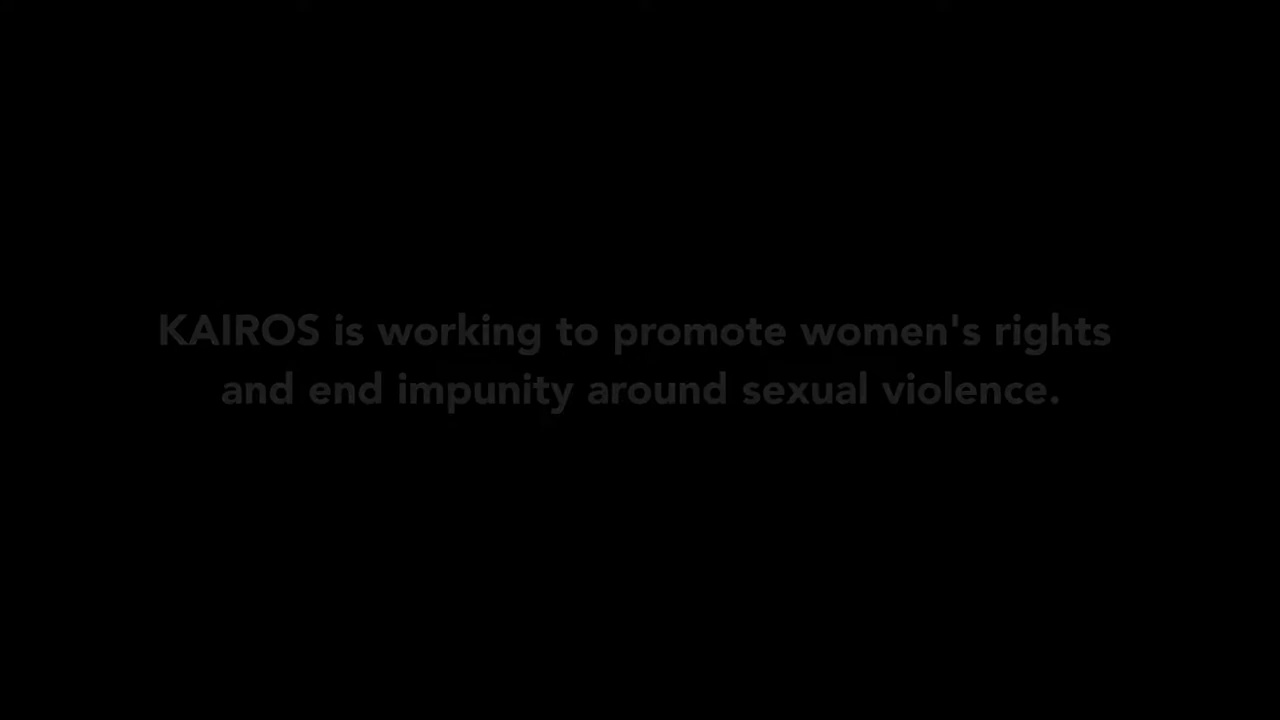 KAIROS is working to promote women's rights
and end impunity around sexual violence.